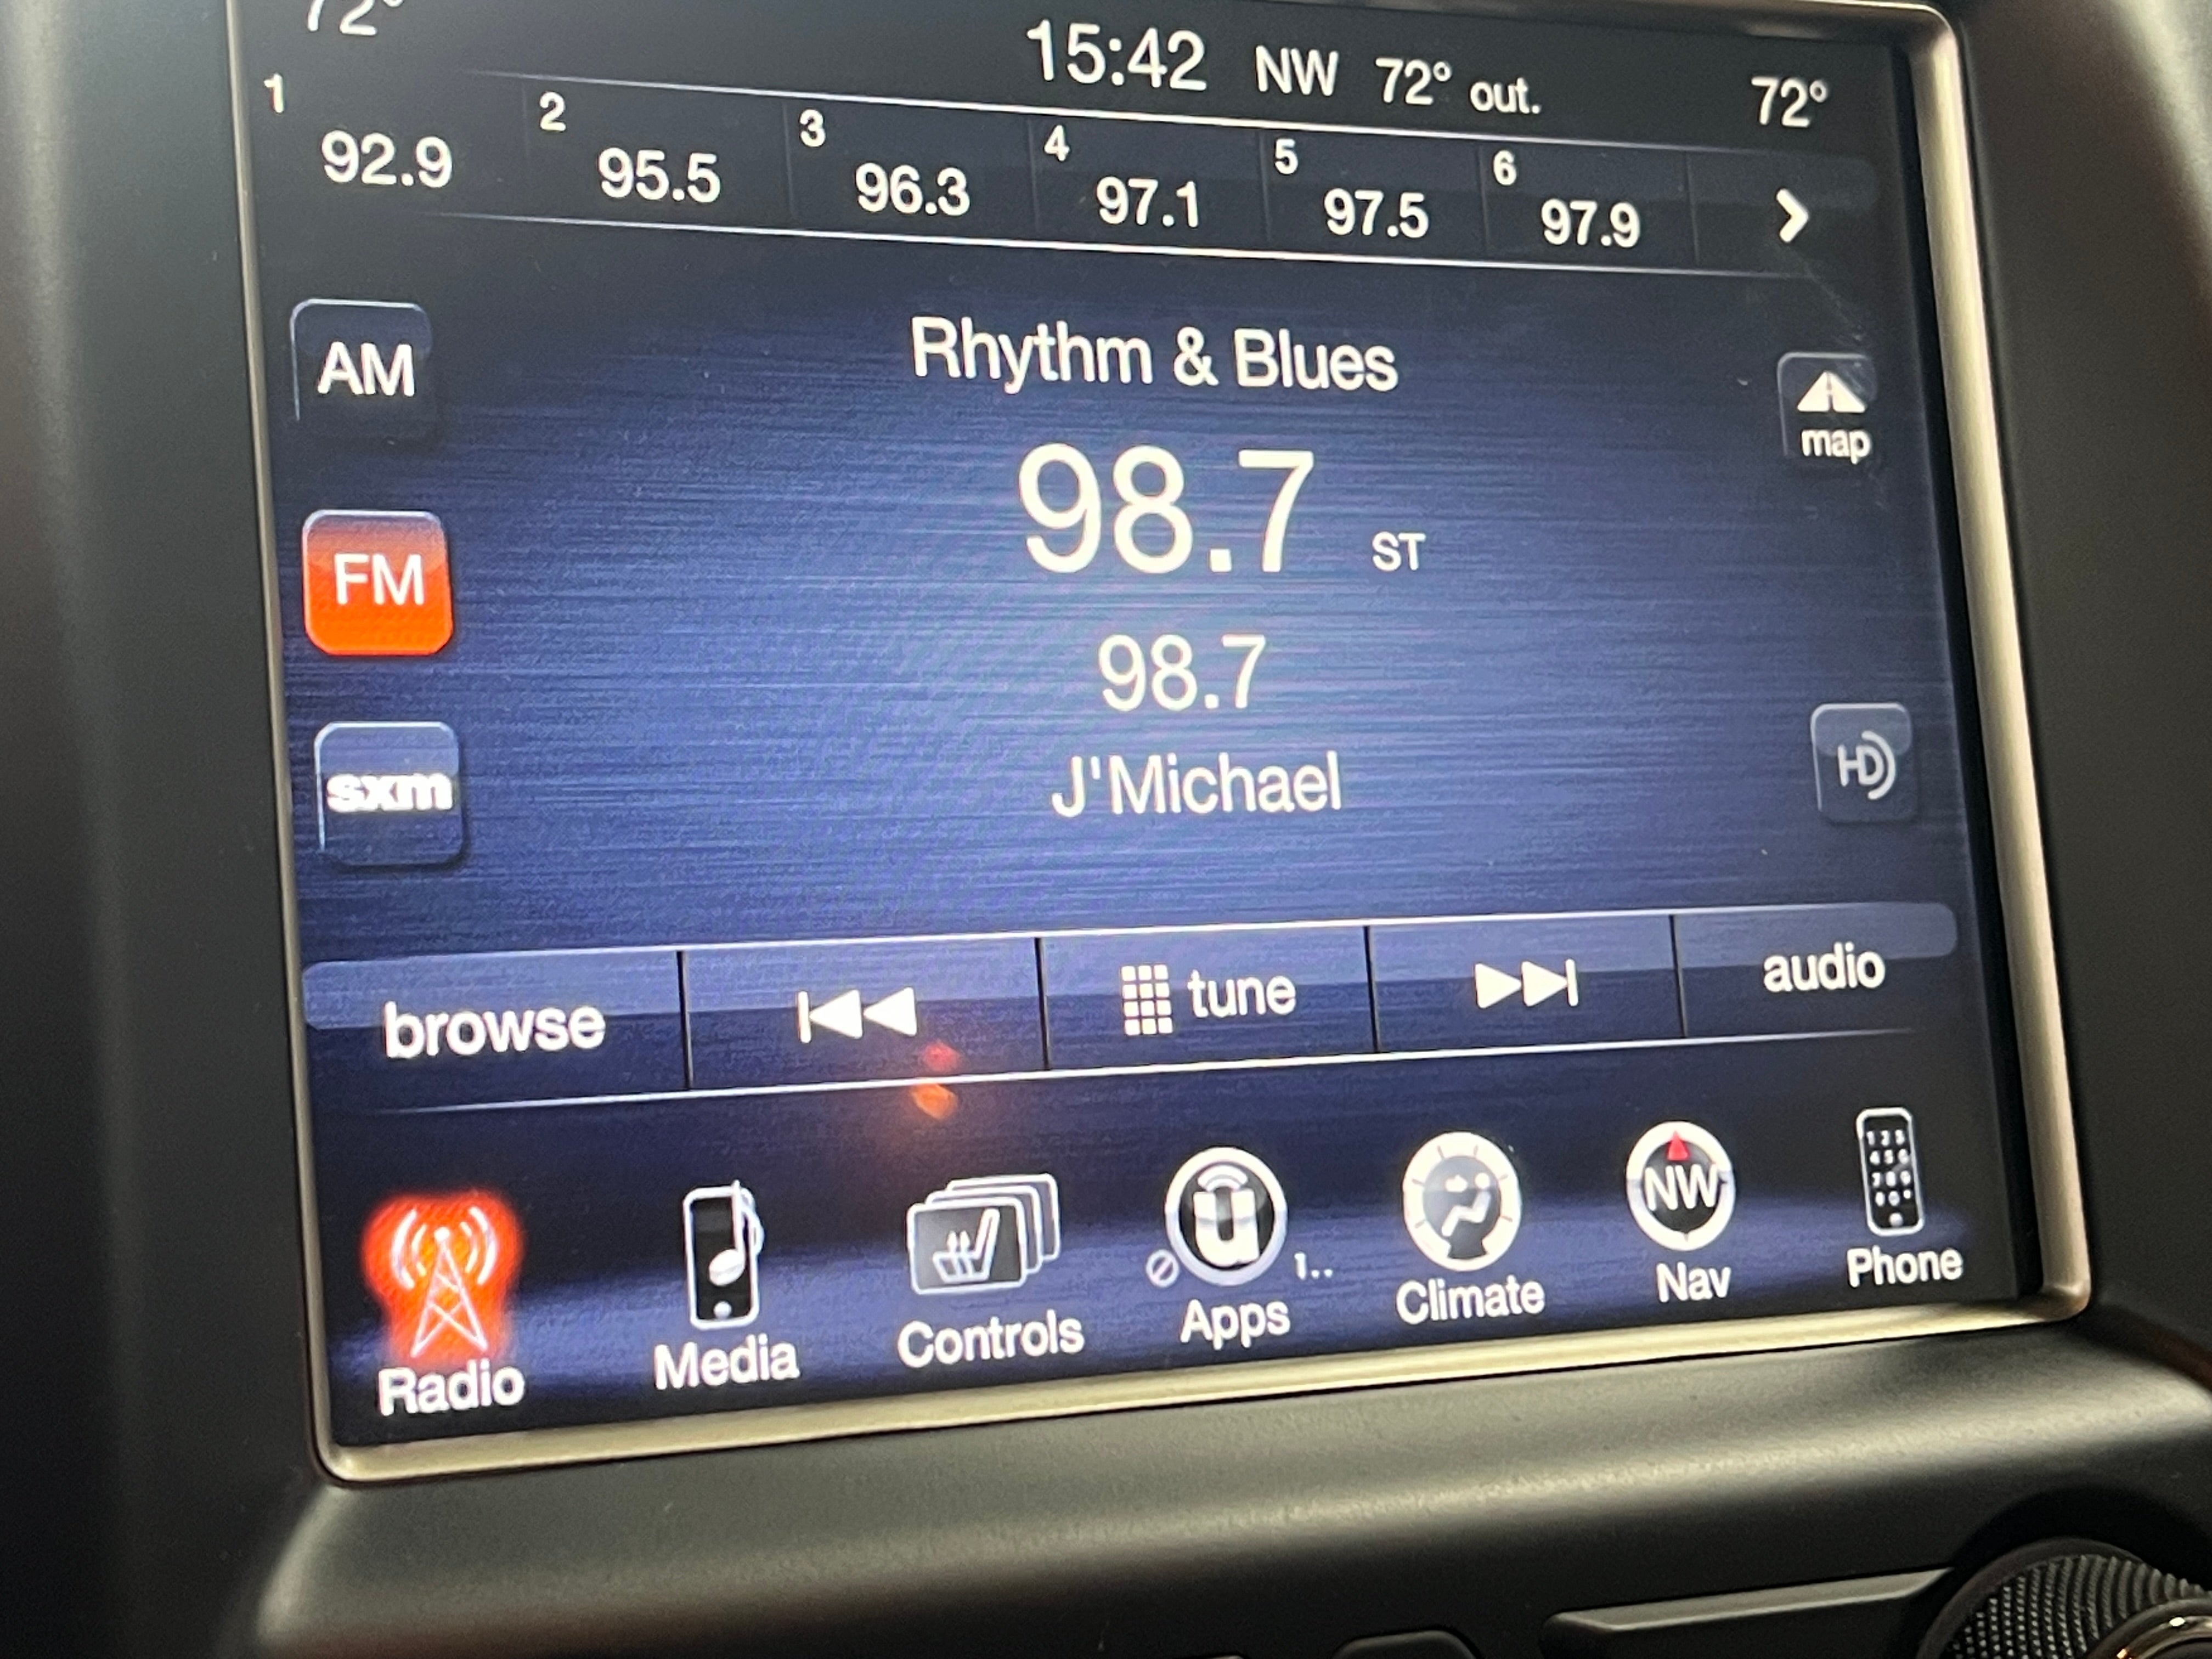 72°
15:42 NW 72° out. 72°
1 92.9 2 95.5 3 96.3 4 97.1 5 97.5 6 97.9
AM
Rhythm & Blues
map
98.7 ST
FM
98.7
sxm
J'Michael
HD
browse tune audio
NW
1..
Radio Media Controls Apps Climate Nav Phone